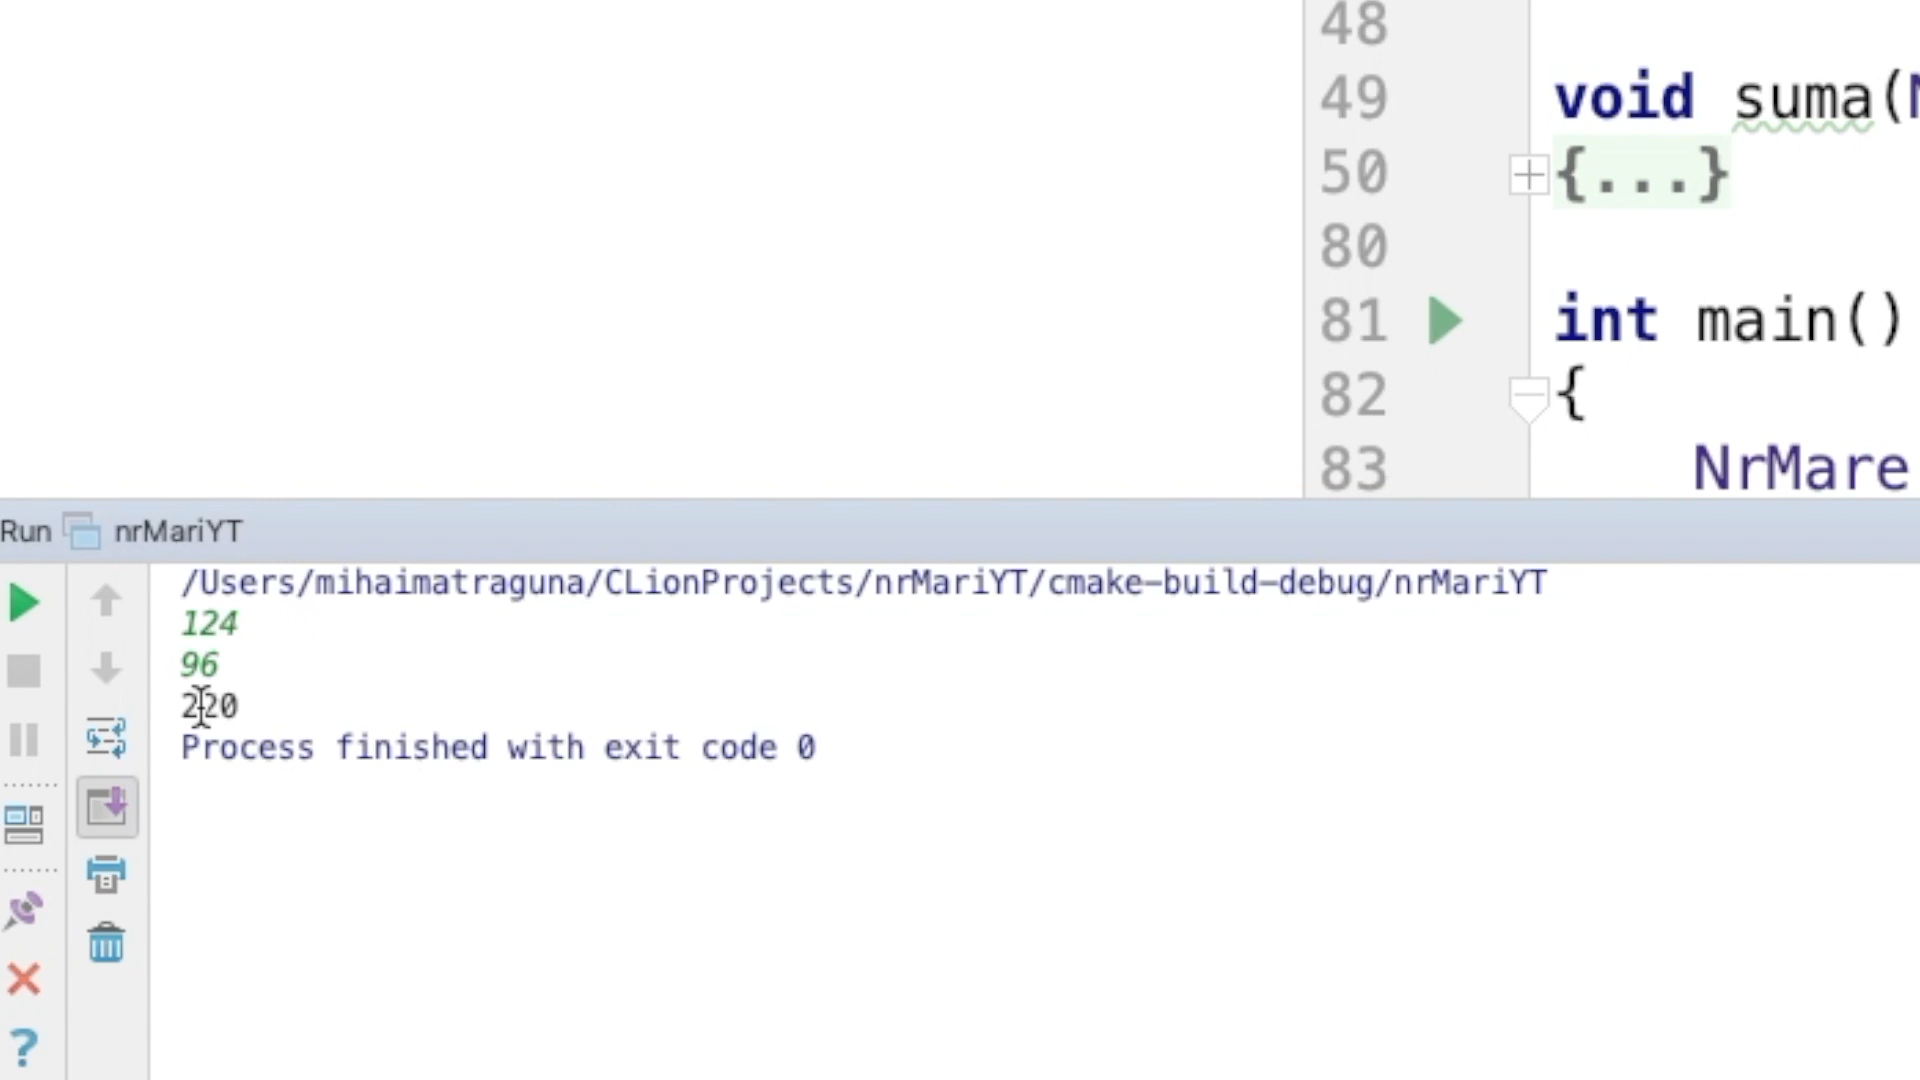 48
49 void suma(
50 {...}
80
81 int main()
82 {
83 NrMare
Run nrMariYT
/Users/mihaimatraguna/CLionProjects/nrMariYT/cmake-build-debug/nrMariYT
124
96
220
Process finished with exit code 0